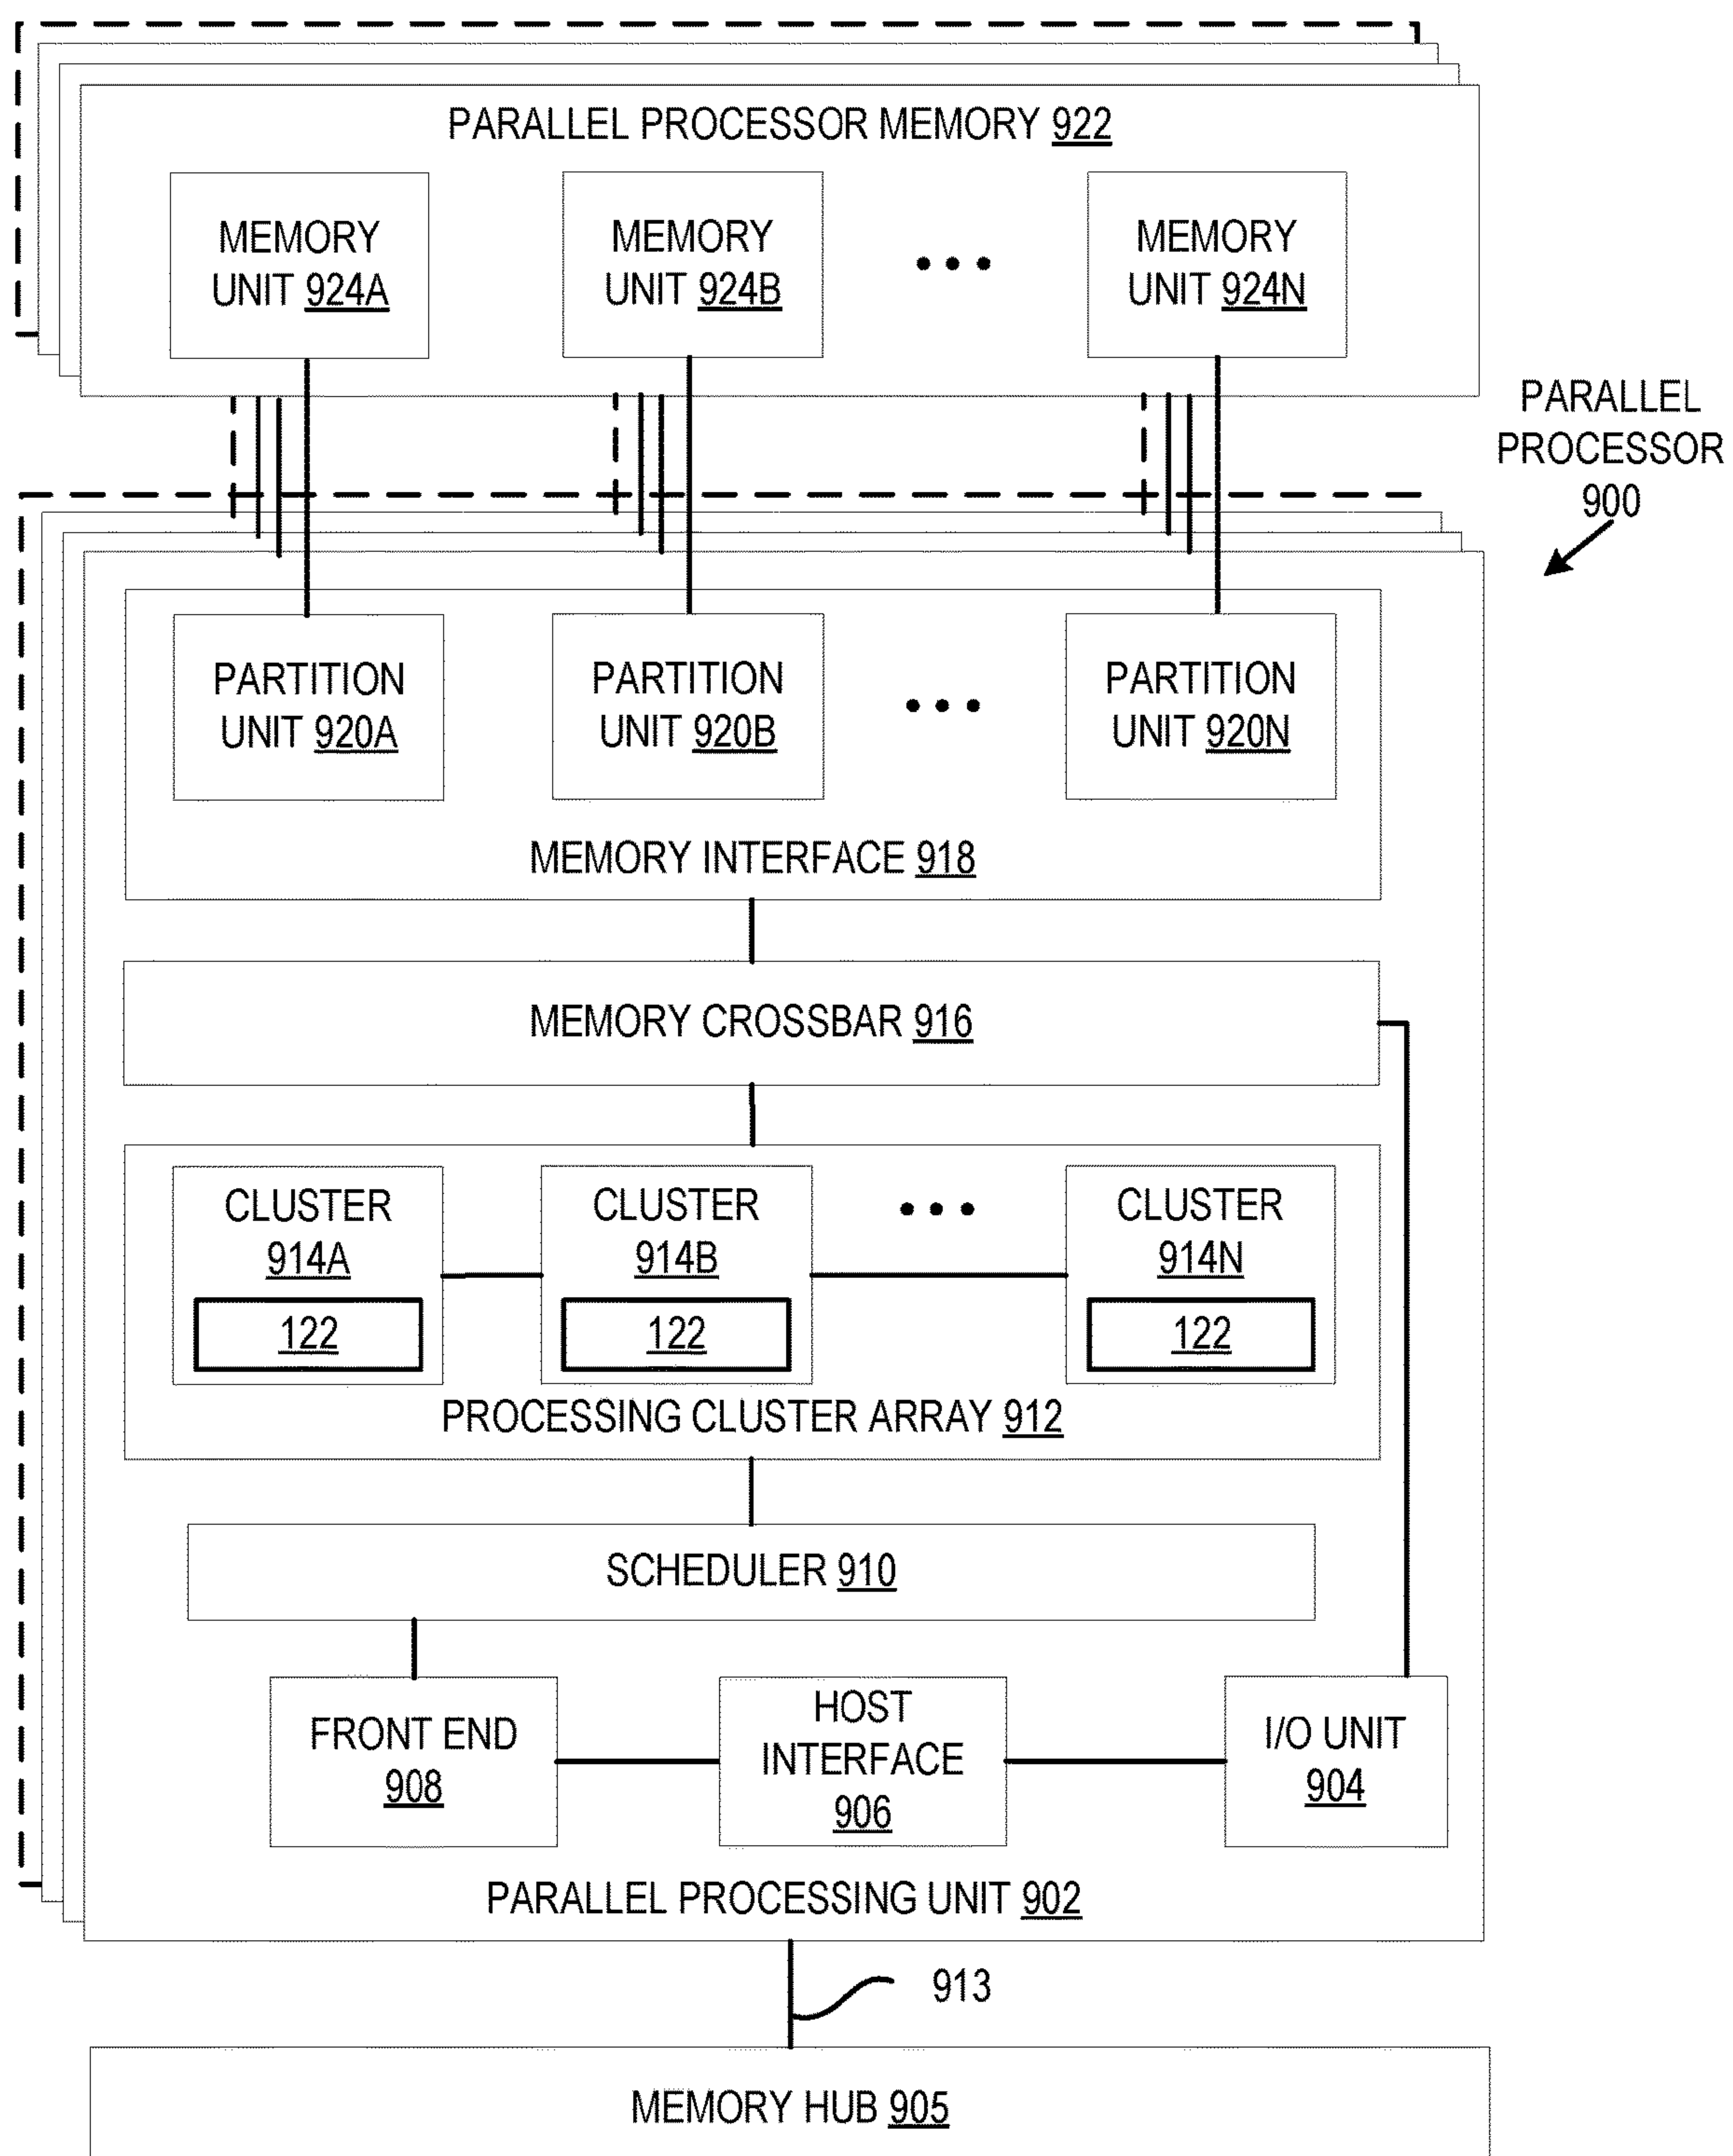 PARALLEL PROCESSOR MEMORY 922
MEMORY
UNIT 924A
MEMORY
UNIT 924B
MEMORY
UNIT 924N
PARALLEL
PROCESSOR
900
PARTITION
UNIT 920A
PARTITION
UNIT 920B
PARTITION
UNIT 920N
MEMORY INTERFACE 918
MEMORY CROSSBAR 916
CLUSTER
914A
122
CLUSTER
914B
122
CLUSTER
914N
122
PROCESSING CLUSTER ARRAY 912
SCHEDULER 910
FRONT END
908
HOST
INTERFACE
906
I/O UNIT
904
PARALLEL PROCESSING UNIT 902
913
MEMORY HUB 905